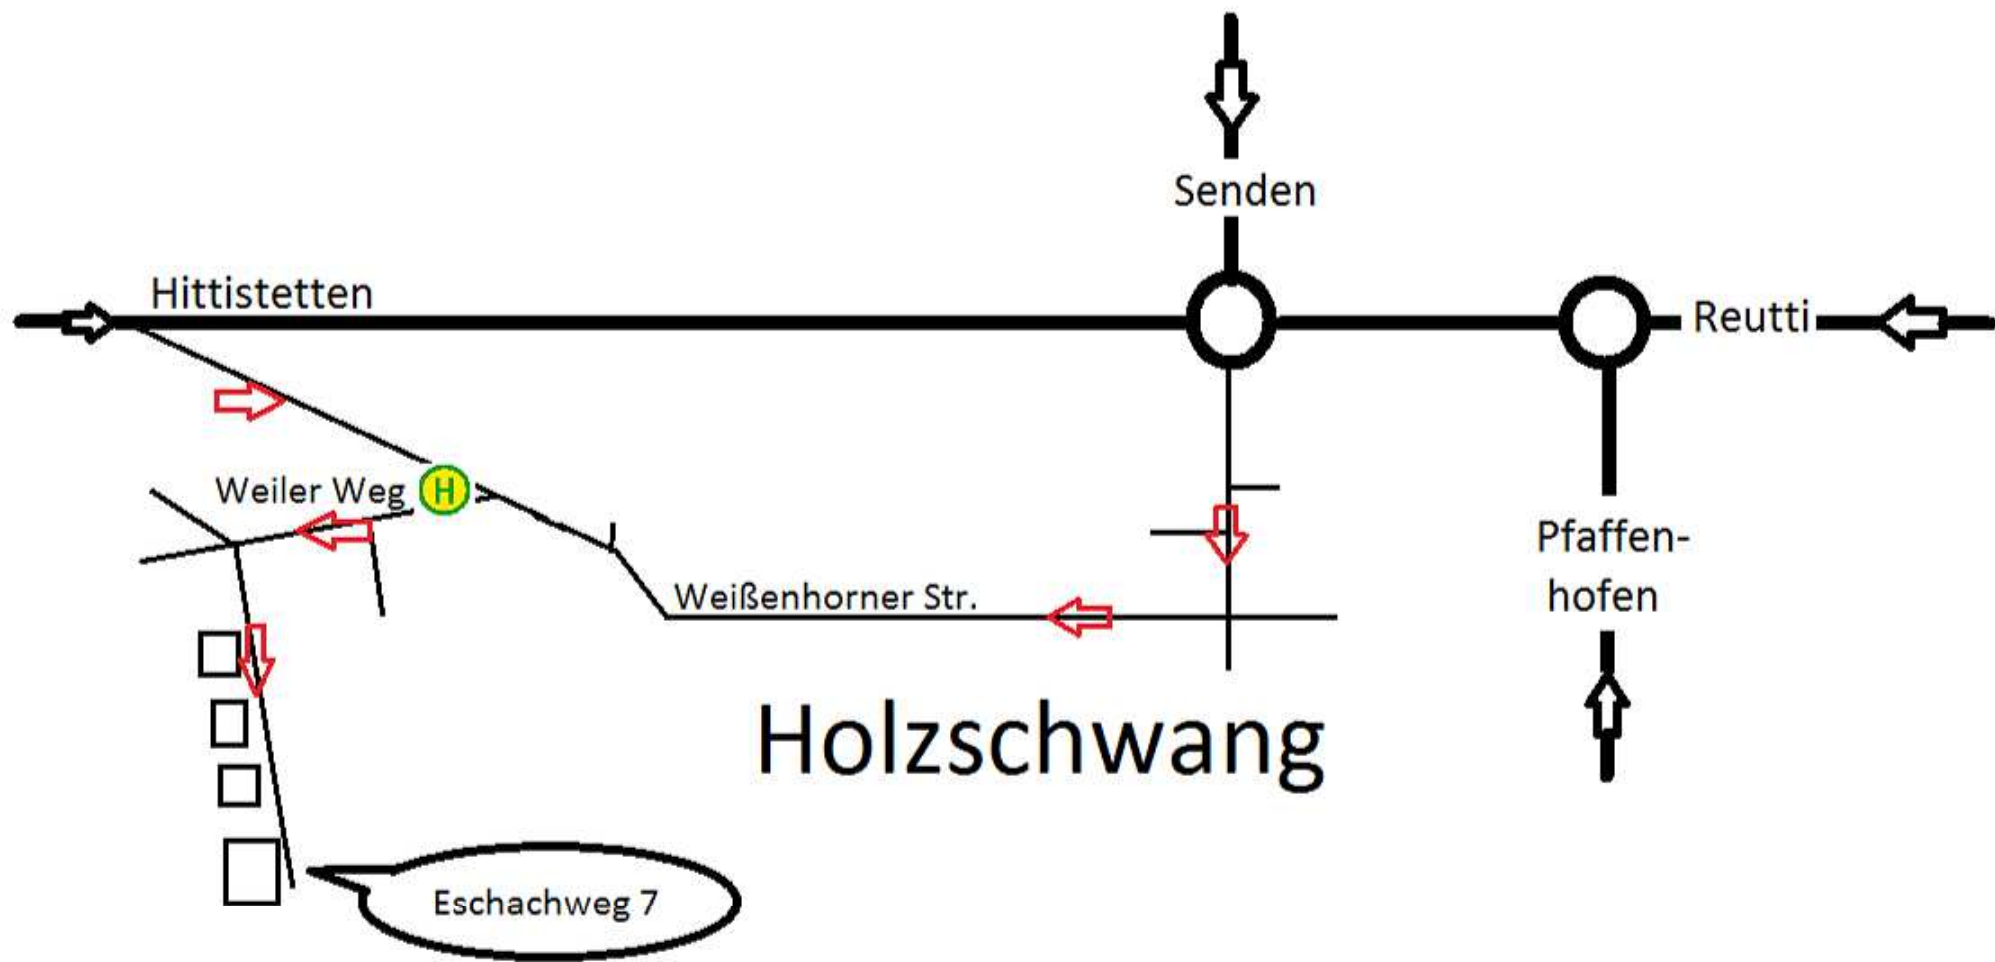 Senden
Hittistetten
Reutti
Weiler Weg
H
Pfaffen-
hofen
Weißenhorner Str.
Holzschwang
Eschachweg 7